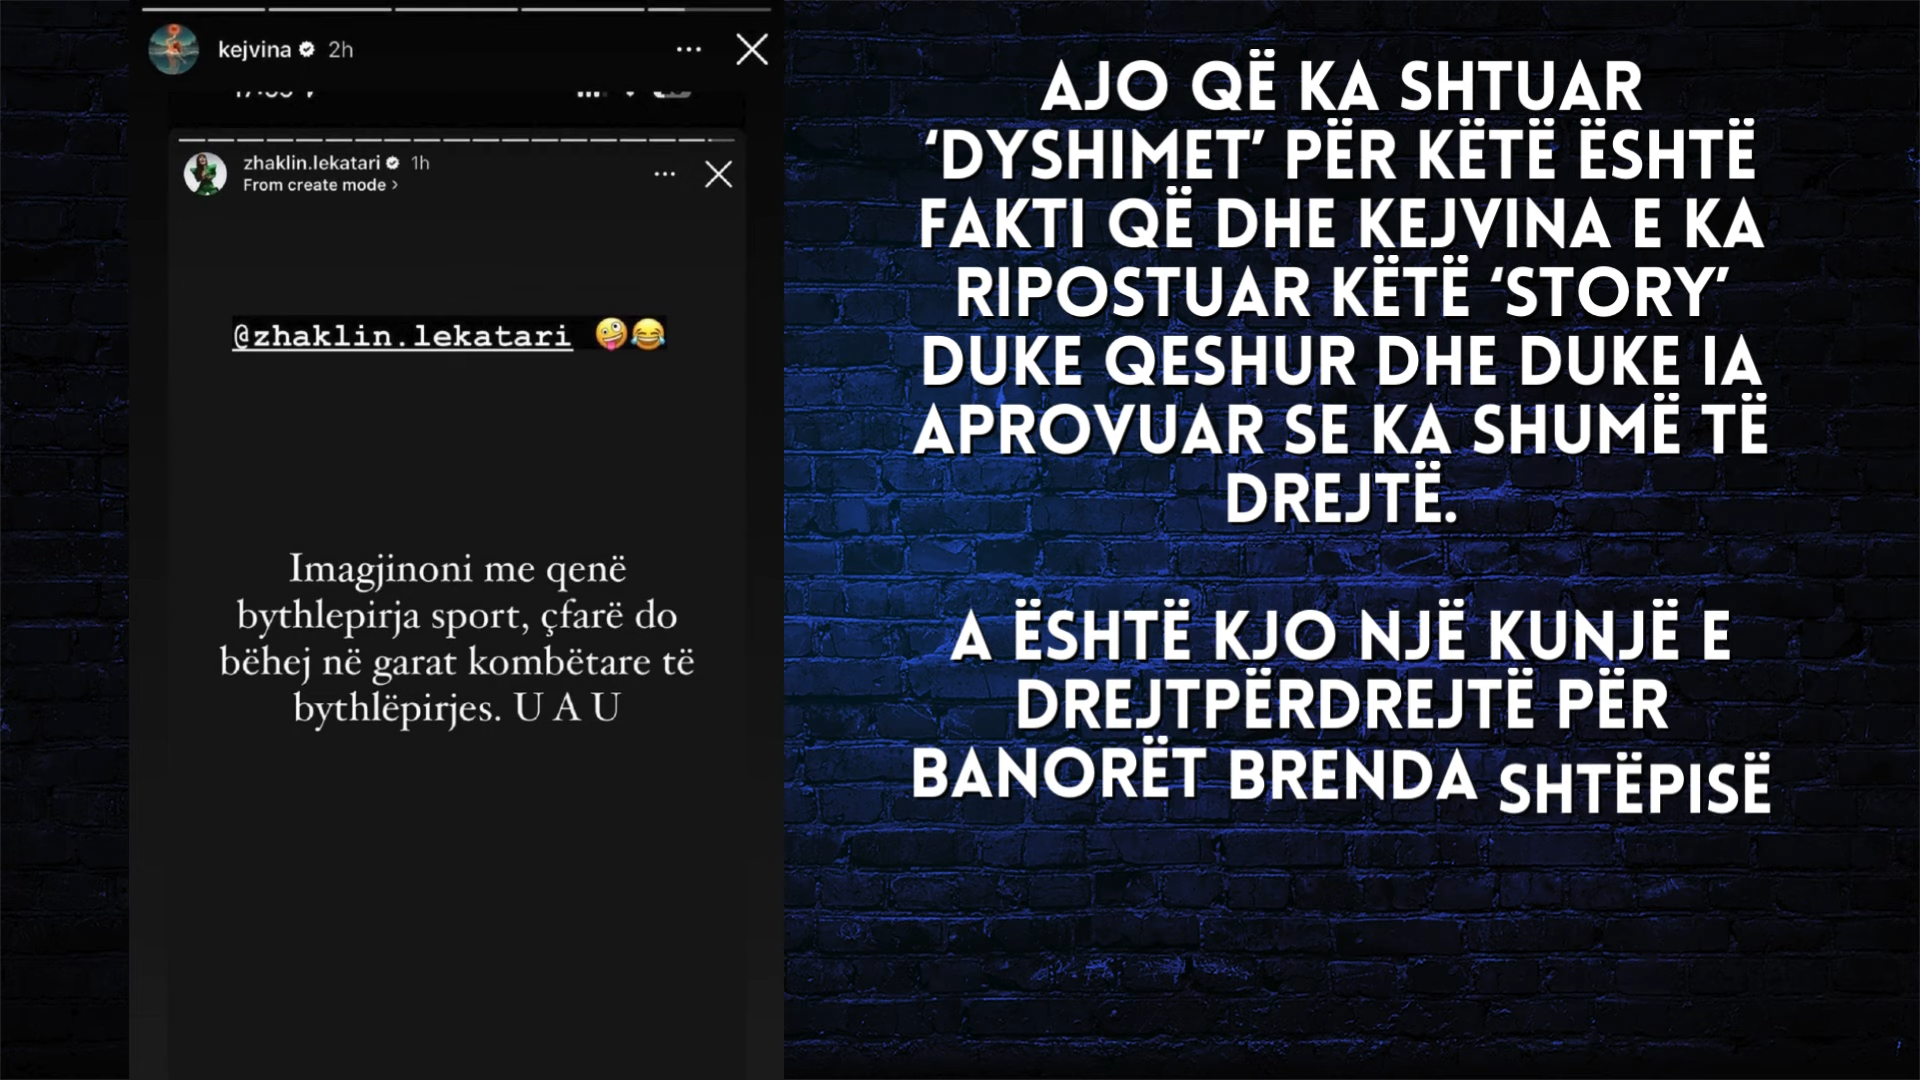 kejvina 2h
zhaklin.lekatari 1h
From create mode >
@zhaklin.lekatari 🤪😂
Imagjinoni me qenë
bythlepirja sport, çfarë do
bëhej në garat kombëtare të
bythlëpirjes. U A U
AJO QË KA SHTUAR
‘DYSHIMET’ PËR KËTË ËSHTË
FAKTI QË DHE KEJVINA E KA
RIPOSTUAR KËTË ‘STORY’
DUKE QESHUR DHE DUKE IA
APROVUAR SE KA SHUMË TË
DREJTË.
A ËSHTË KJO NJË KUNJË E
DREJTPËRDREJTË PËR
BANORËT BRENDA SHTËPISË